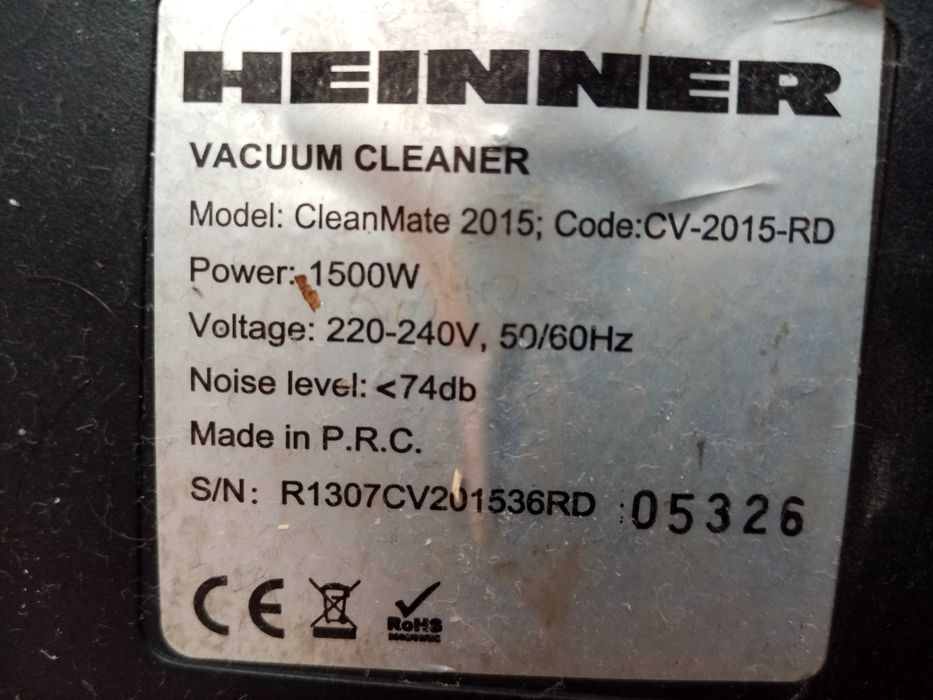 HEINNER
VACUUM CLEANER
Model: CleanMate 2015; Code:CV-2015-RD
Power: 1500W
Voltage: 220-240V, 50/60Hz
Noise level: <74db
Made in P.R.C.
S/N: R1307CV201536RD :05326
CE
RoHS